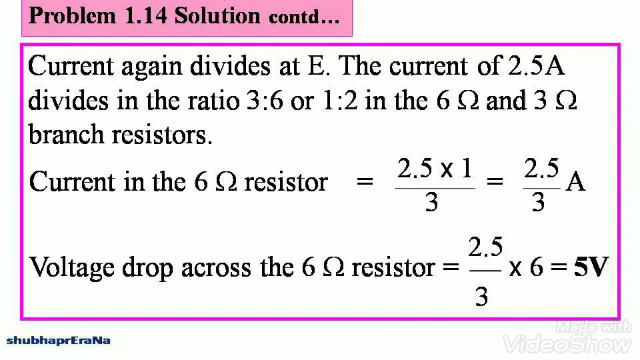 Problem 1.14 Solution contd...
Current again divides at E. The current of 2.5A
divides in the ratio 3:6 or 1:2 in the 6 Ω and 3 Ω
branch resistors.
Current in the 6 Ω resistor = 2.5 x 1 / 3 = 2.5 / 3 A
Voltage drop across the 6 Ω resistor = 2.5 / 3 x 6 = 5V
shubhaprEraNa
Made with
VideoShow